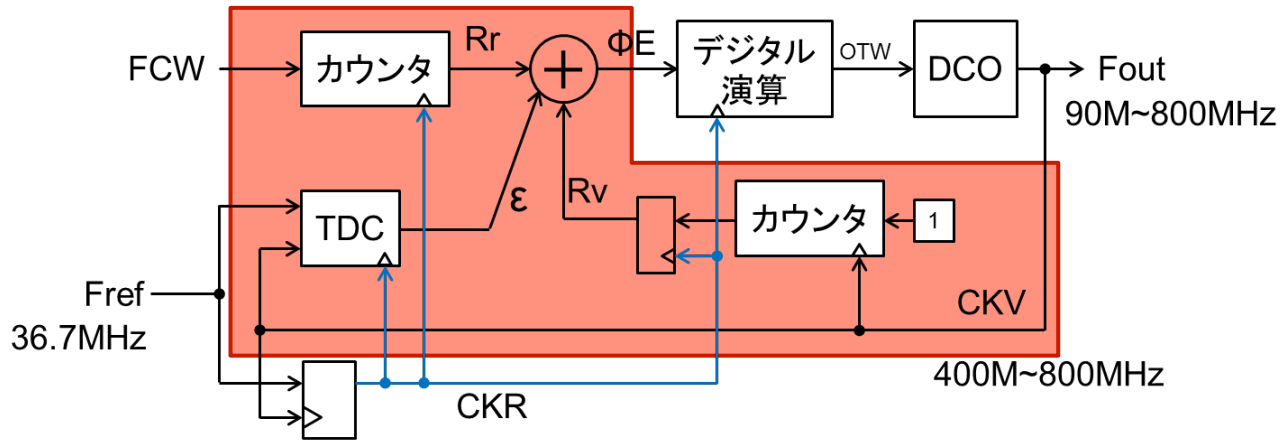 FCW
カウンタ
Rr
ΦE
デジタル
演算
OTW
DCO
Fout
90M~800MHz
TDC
ε
Rv
カウンタ
1
Fref
36.7MHz
CKV
400M~800MHz
CKR